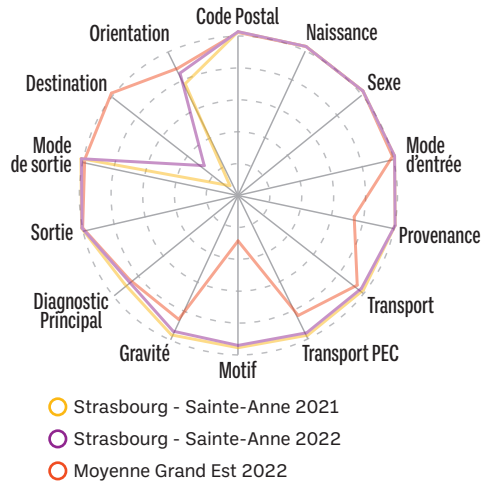 Code Postal
Naissance
Sexe
Mode
d'entrée
Provenance
Transport
Transport PEC
Motif
Gravité
Diagnostic
Principal
Sortie
Mode
de sortie
Destination
Orientation
Strasbourg - Sainte-Anne 2021
Strasbourg - Sainte-Anne 2022
Moyenne Grand Est 2022